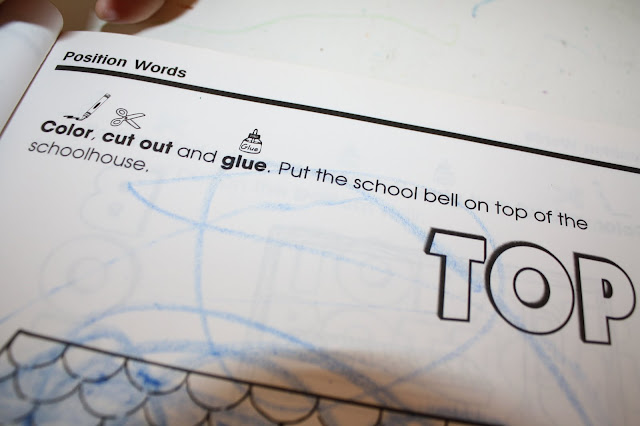 Position Words
Glue
Color, cut out and glue. Put the school bell on top of the
schoolhouse.
TOP